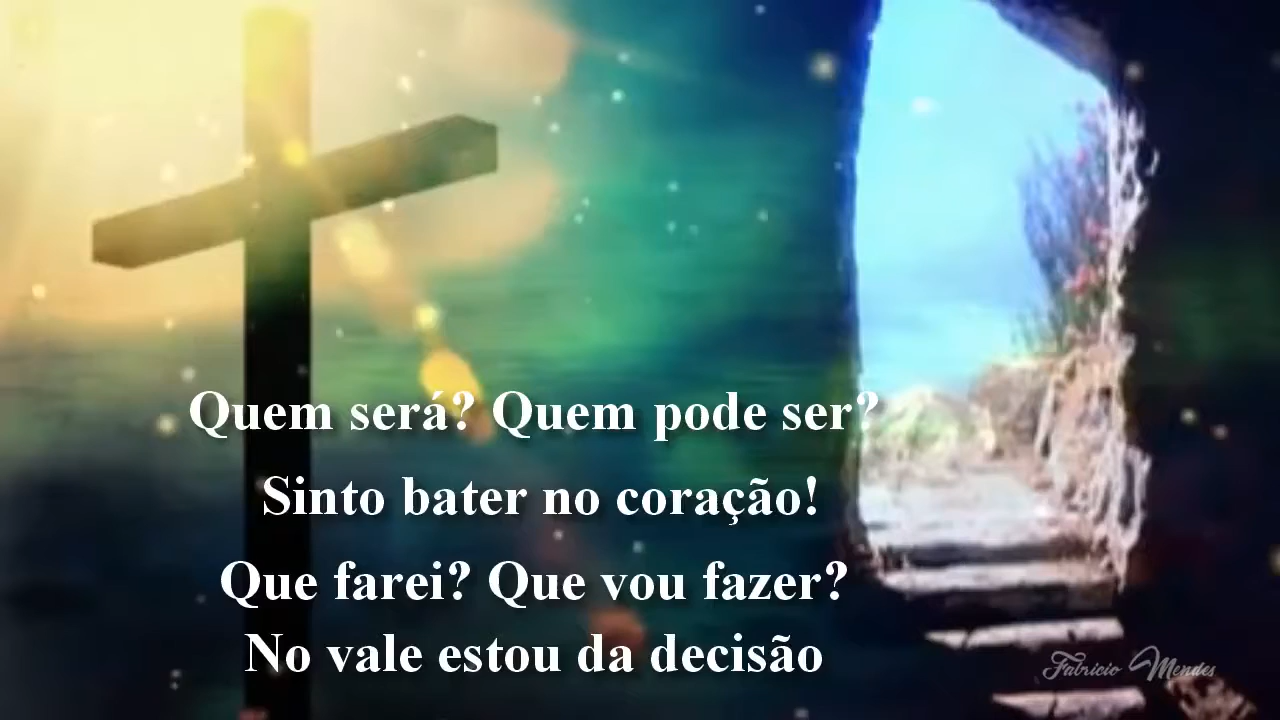 Quem será? Quem pode ser?
Sinto bater no coração!
Que farei? Que vou fazer?
No vale estou da decisão
Fabricio Mendes